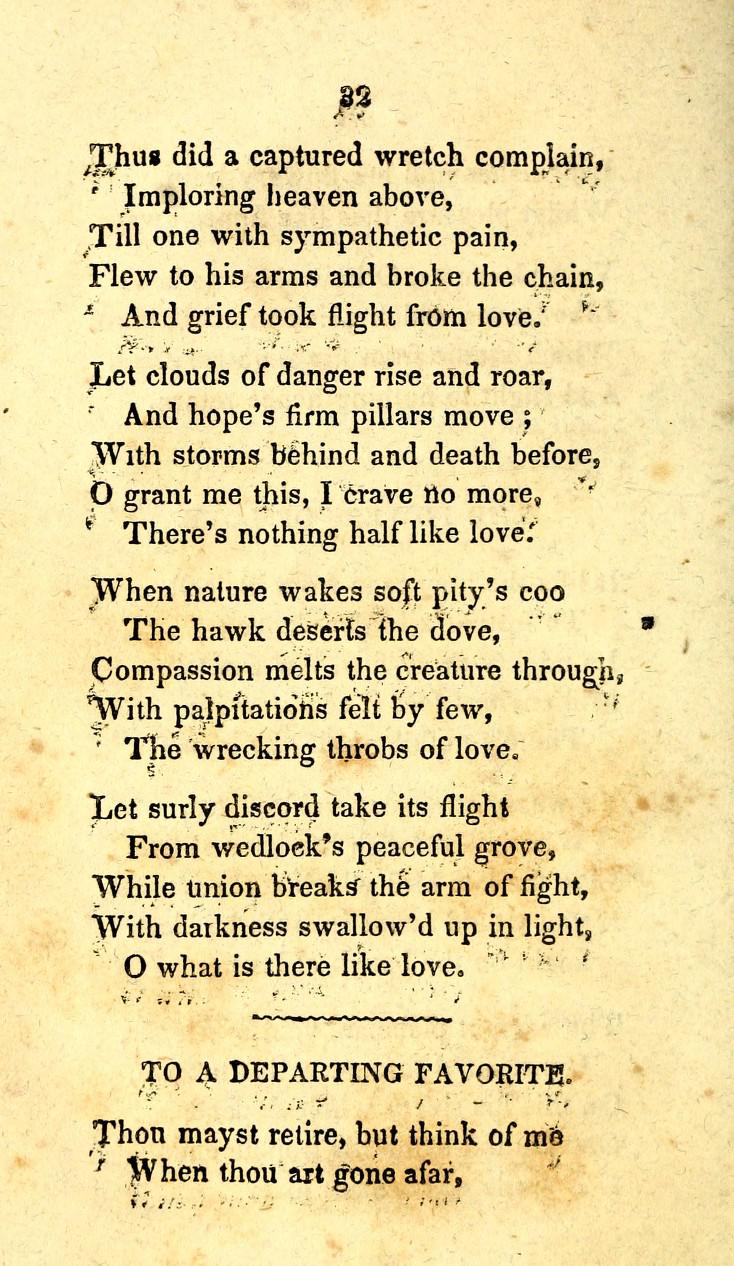 32
Thus did a captured wretch complain,
Imploring heaven above,
Till one with sympathetic pain,
Flew to his arms and broke the chain,
And grief took flight from love.
Let clouds of danger rise and roar,
And hope's firm pillars move ;
With storms behind and death before,
O grant me this, I crave no more,
There's nothing half like love.
When nature wakes soft pity's coo
The hawk deserts the dove,
Compassion melts the creature through,
With palpitations felt by few,
The wrecking throbs of love.
Let surly discord take its flight
From wedlock's peaceful grove,
While union breaks the arm of fight,
With darkness swallow'd up in light,
O what is there like love.
TO A DEPARTING FAVORITE.
Thou mayst retire, but think of me
When thou art gone afar,